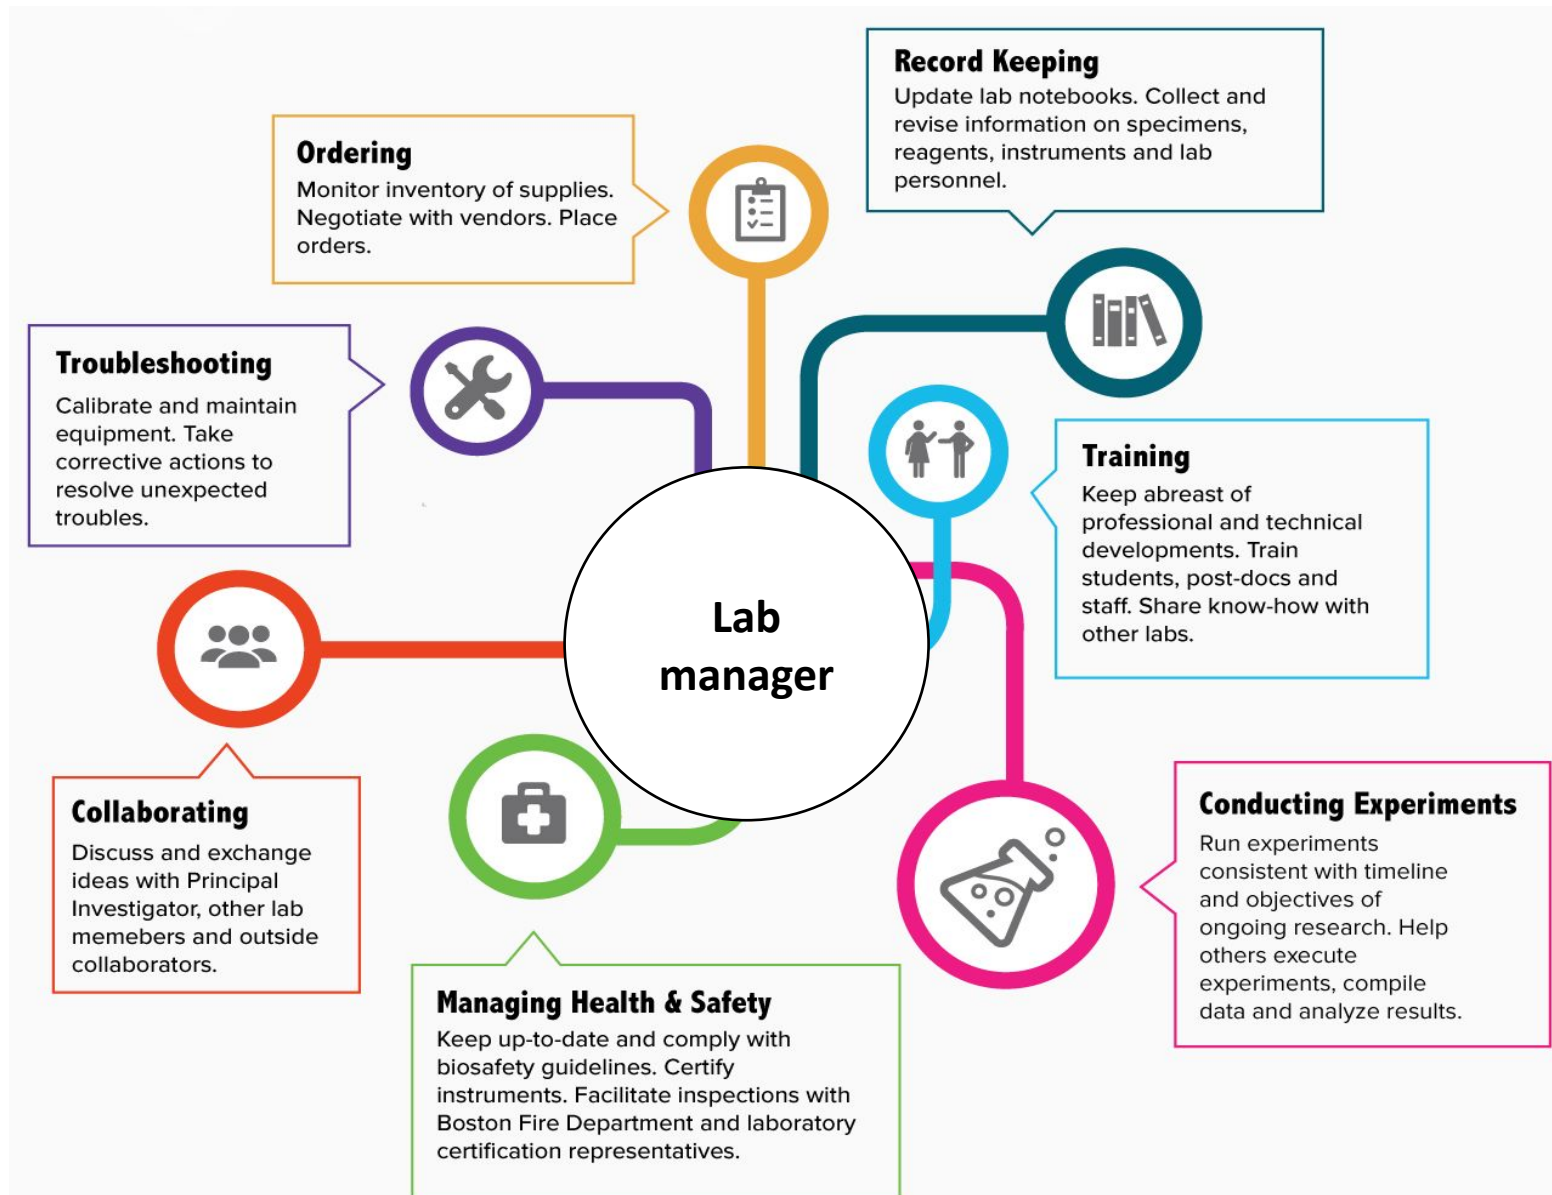 Record Keeping
Update lab notebooks. Collect and
revise information on specimens,
reagents, instruments and lab
personnel.
Ordering
Monitor inventory of supplies.
Negotiate with vendors. Place
orders.
Troubleshooting
Calibrate and maintain
equipment. Take
corrective actions to
resolve unexpected
troubles.
Training
Keep abreast of
professional and technical
developments. Train
students, post-docs and
staff. Share know-how with
other labs.
Lab
manager
Collaborating
Discuss and exchange
ideas with Principal
Investigator, other lab
memebers and outside
collaborators.
Conducting Experiments
Run experiments
consistent with timeline
and objectives of
ongoing research. Help
others execute
experiments, compile
data and analyze results.
Managing Health & Safety
Keep up-to-date and comply with
biosafety guidelines. Certify
instruments. Facilitate inspections with
Boston Fire Department and laboratory
certification representatives.